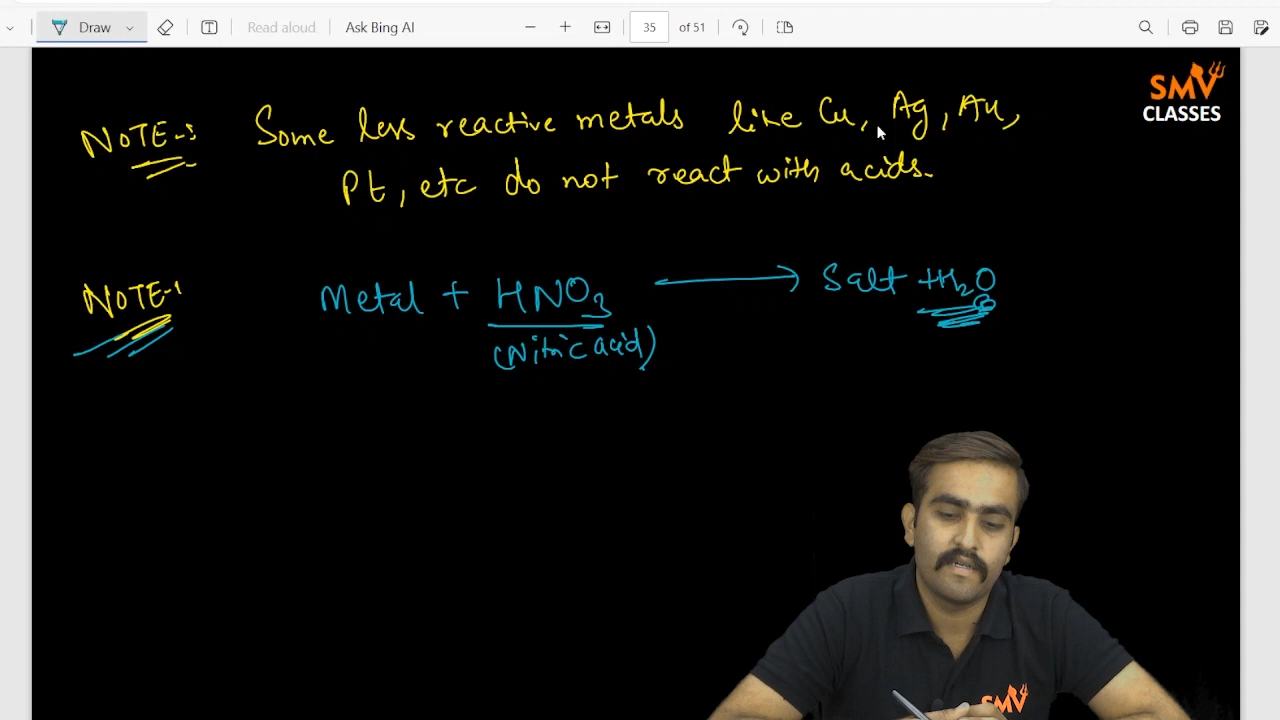 Draw
Read aloud
Ask Bing AI
35 of 51
SMV
CLASSES
NOTE-:
Some less reactive metals like Cu, Ag, Au,
Pt, etc do not react with acids.
NOTE-:
Metal + HNO3 → Salt + H2O
(Nitric acid)
SMV